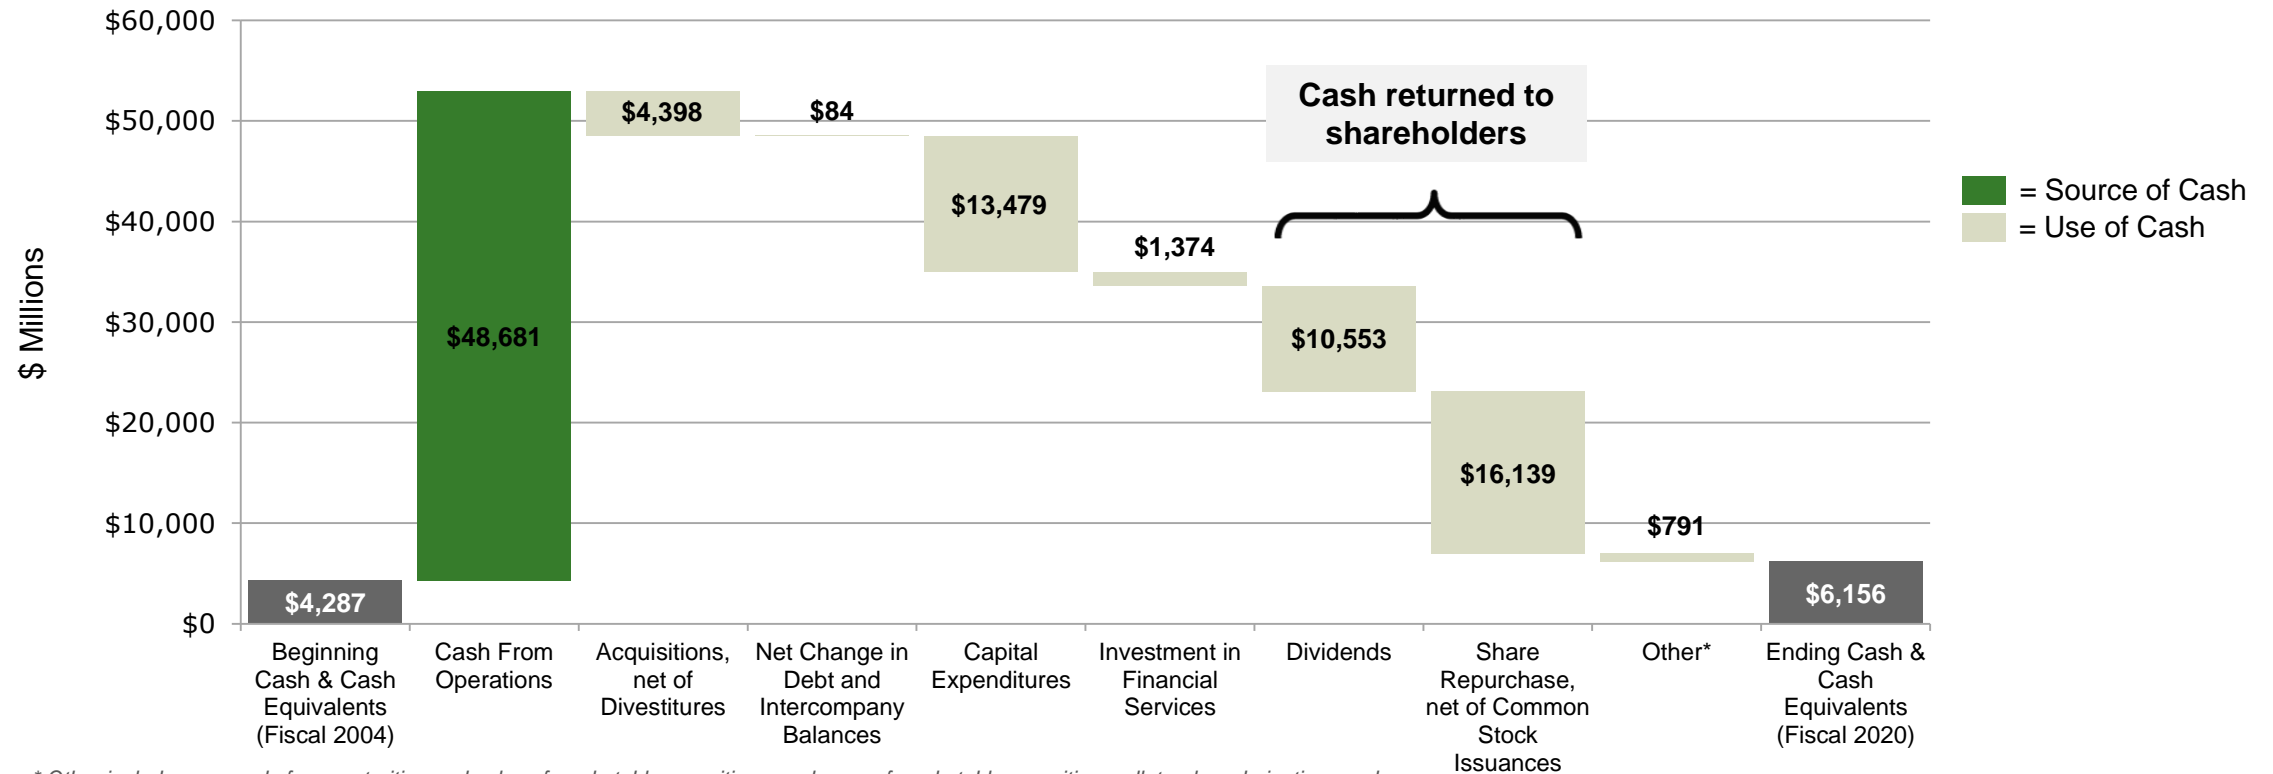 $60,000
$50,000
$40,000
$30,000
$20,000
$10,000
$0
$ Millions
$4,287
$48,681
$4,398
$84
$13,479
$1,374
$10,553
$16,139
$791
$6,156
Cash returned to
shareholders
= Source of Cash
= Use of Cash
Beginning
Cash & Cash
Equivalents
(Fiscal 2004)
Cash From
Operations
Acquisitions,
net of
Divestitures
Net Change in
Debt and
Intercompany
Balances
Capital
Expenditures
Investment in
Financial
Services
Dividends
Share
Repurchase,
net of Common
Stock
Issuances
Other*
Ending Cash &
Cash
Equivalents
(Fiscal 2020)